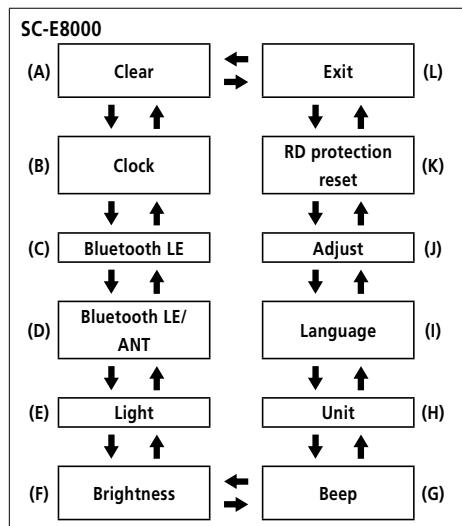 SC-E8000
(A) Clear Exit (L)
(B) Clock RD protection reset (K)
(C) Bluetooth LE Adjust (J)
(D) Bluetooth LE/ ANT Language (I)
(E) Light Unit (H)
(F) Brightness Beep (G)